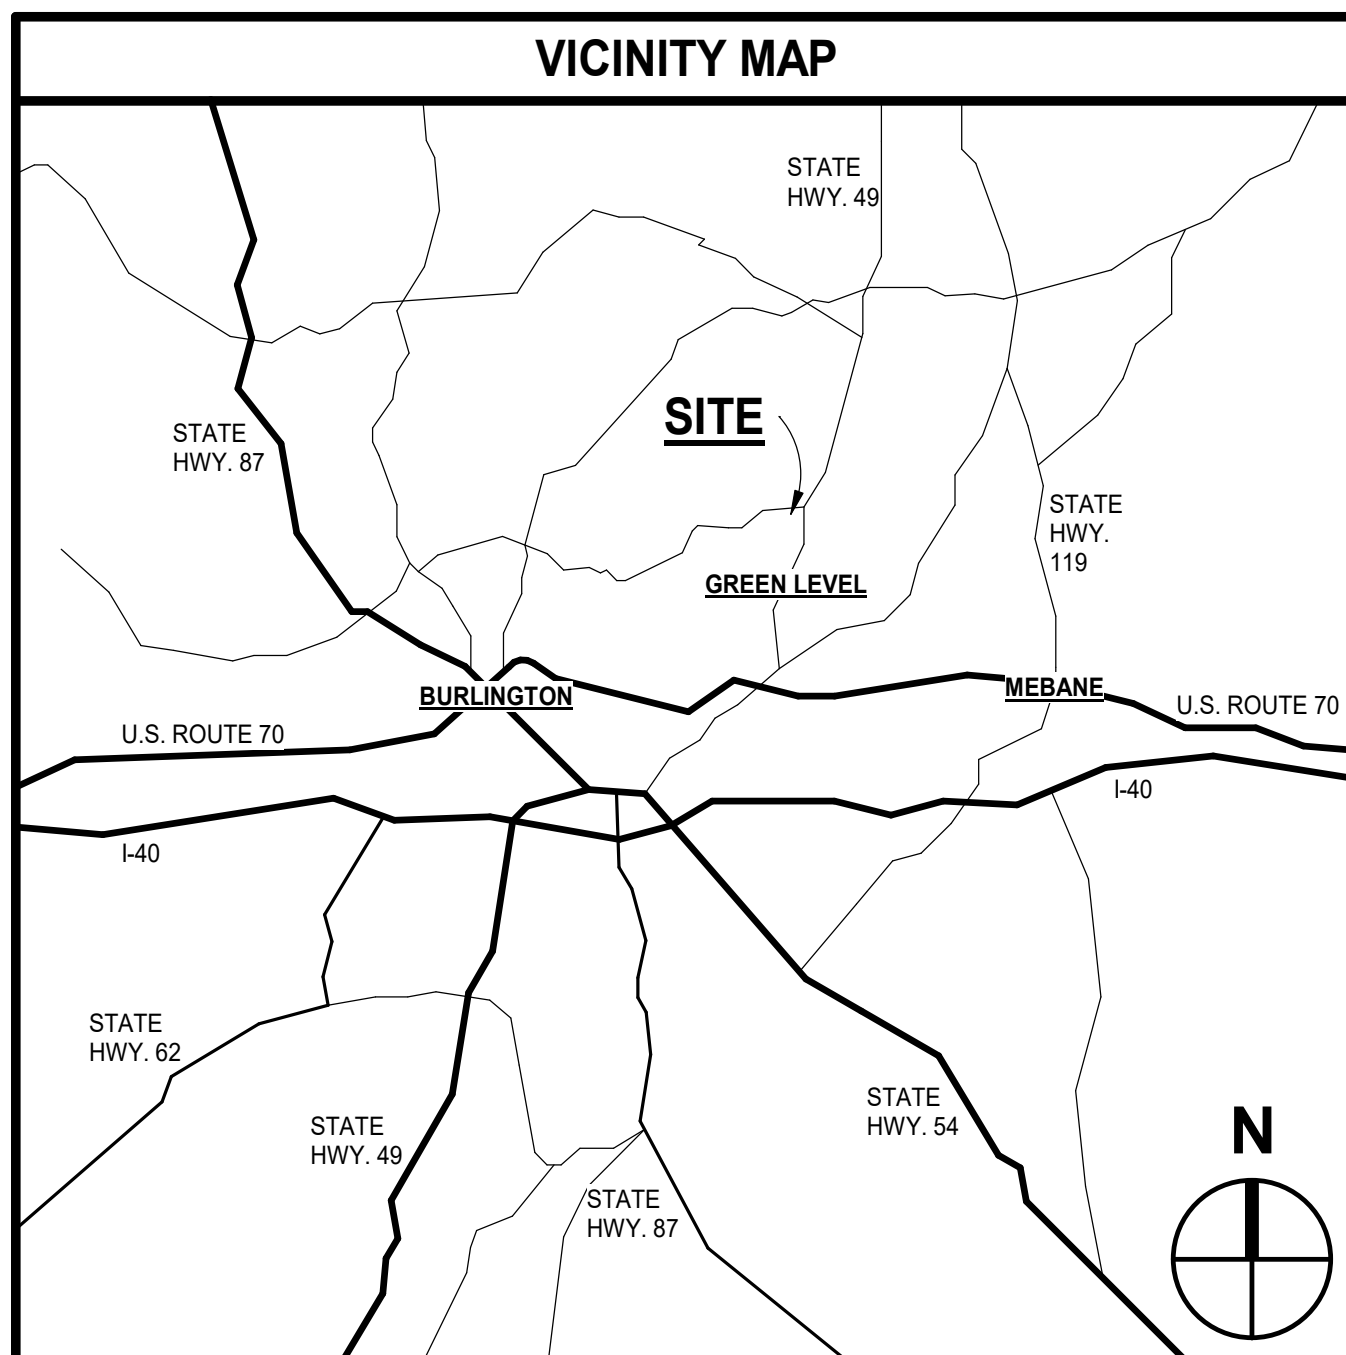 VICINITY MAP
STATE
HWY. 49
SITE
STATE
HWY. 87
STATE
HWY.
119
GREEN LEVEL
BURLINGTON
MEBANE
U.S. ROUTE 70
U.S. ROUTE 70
I-40
I-40
STATE
HWY. 62
STATE
HWY. 54
STATE
HWY. 49
N
STATE
HWY. 87